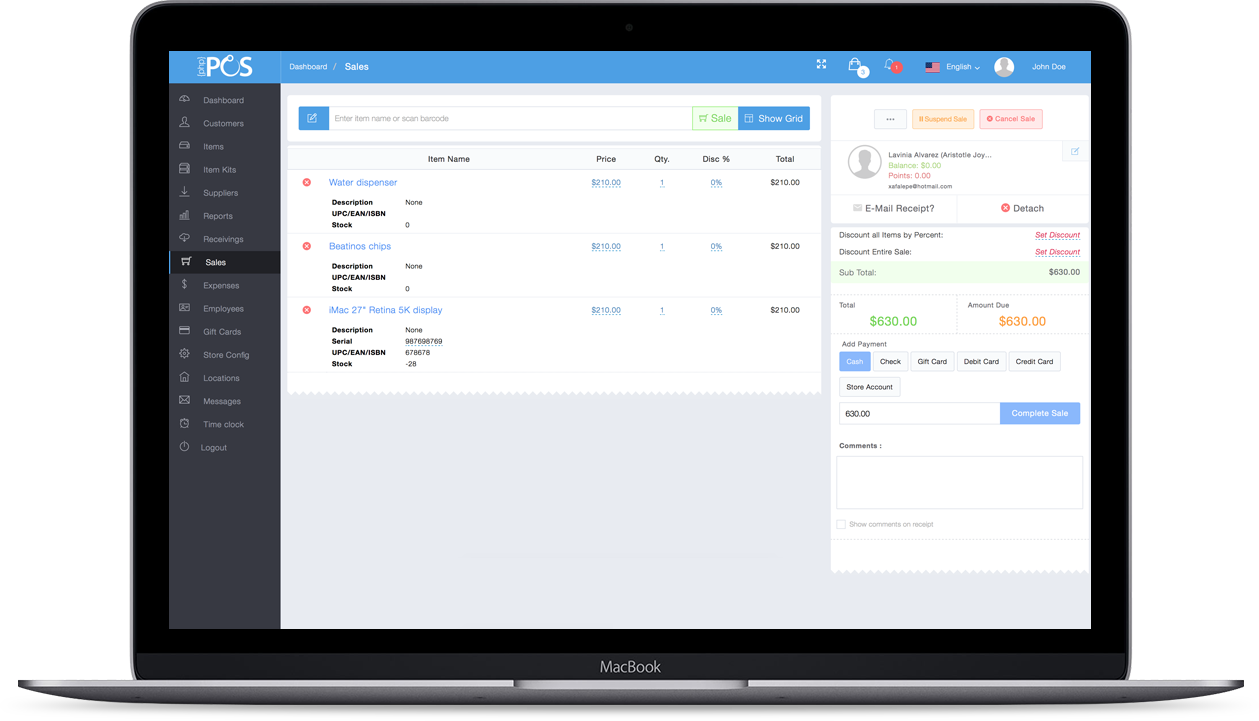 [php]
POS
Dashboard / Sales
3
1
English
John Doe
Dashboard
Customers
Items
Item Kits
Suppliers
Reports
Receivings
Sales
Expenses
Employees
Gift Cards
Store Config
Locations
Messages
Time clock
Logout
Enter item name or scan barcode
Sale
Show Grid
Item Name Price Qty. Disc % Total
Water dispenser $210.00 1 0% $210.00
Description None
UPC/EAN/ISBN
Stock 0
Beatinos chips $210.00 1 0% $210.00
Description None
UPC/EAN/ISBN
Stock 0
iMac 27" Retina 5K display $210.00 1 0% $210.00
Description None
Serial 987698769
UPC/EAN/ISBN 678678
Stock -28
... Suspend Sale Cancel Sale
Lavinia Alvarez (Aristotle Joy...
Balance: $0.00
Points: 0.00
xafalepe@hotmail.com
E-Mail Receipt? Detach
Discount all Items by Percent: Set Discount
Discount Entire Sale: Set Discount
Sub Total: $630.00
Total Amount Due
$630.00 $630.00
Add Payment
Cash Check Gift Card Debit Card Credit Card
Store Account
630.00 Complete Sale
Comments :
Show comments on receipt
MacBook